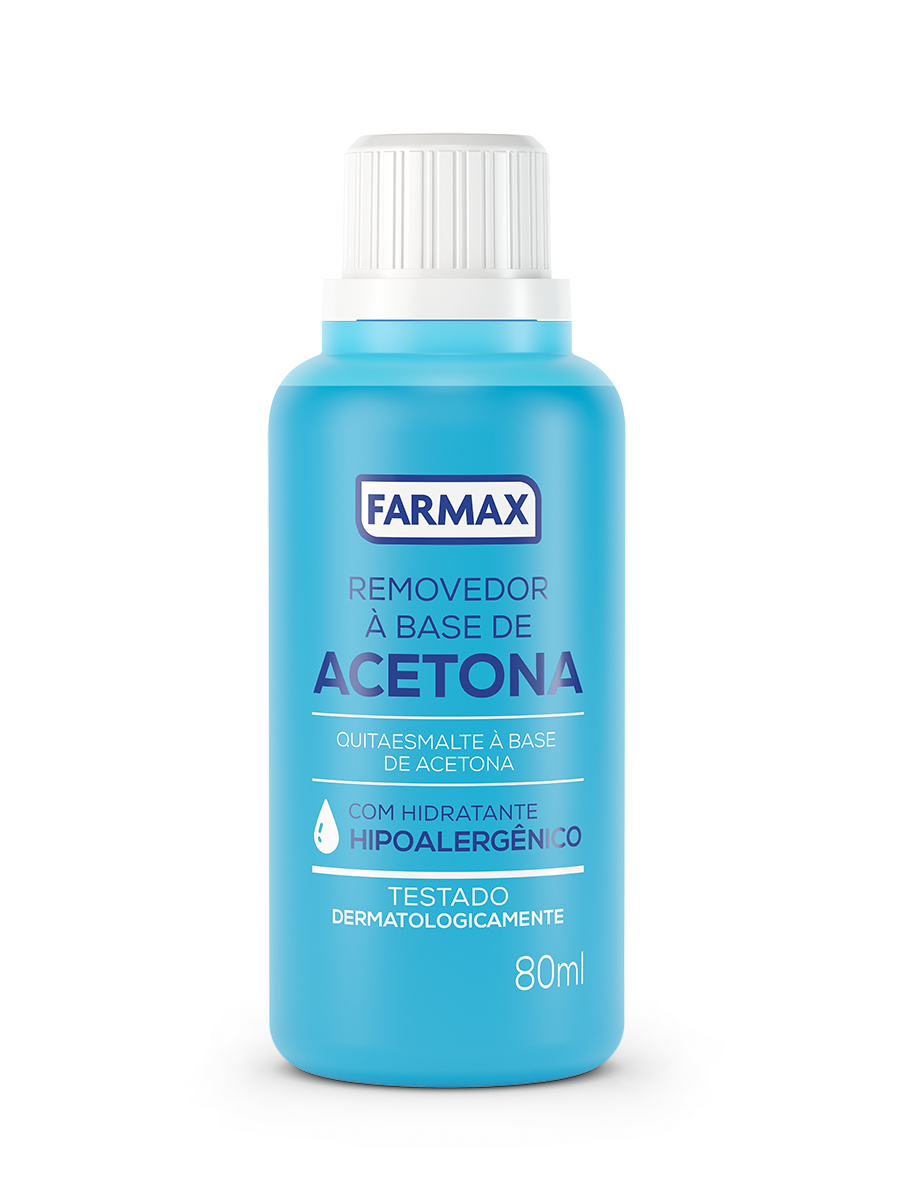 FARMAX
REMOVEDOR
À BASE DE
ACETONA
QUITAESMALTE À BASE
DE ACETONA
COM HIDRATANTE
HIPOALERGÊNICO
TESTADO
DERMATOLOGICAMENTE
80ml